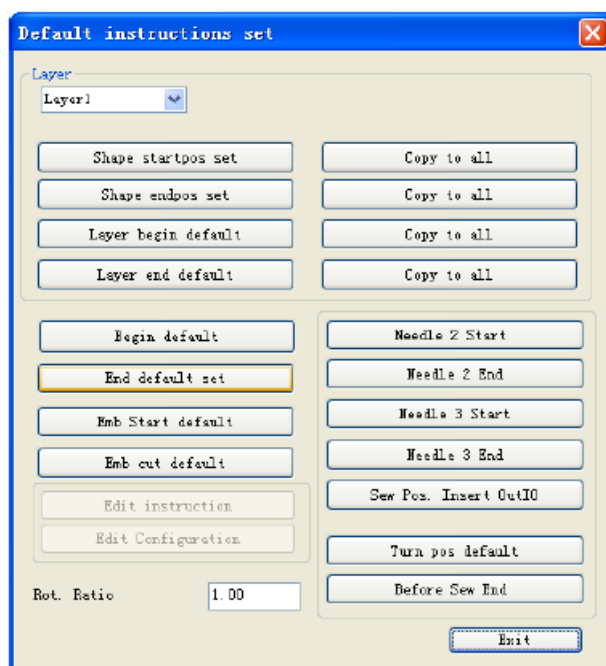 Default instructions set
Layer
Layer1
Shape startpos set Copy to all
Shape endpos set Copy to all
Layer begin default Copy to all
Layer end default Copy to all
Begin default
End default set
Emb Start default
Emb cut default
Edit instruction
Edit Configuration
Rot. Ratio 1.00
Needle 2 Start
Needle 2 End
Needle 3 Start
Needle 3 End
Sew Pos. Insert OutIO
Turn pos default
Before Sew End
Exit